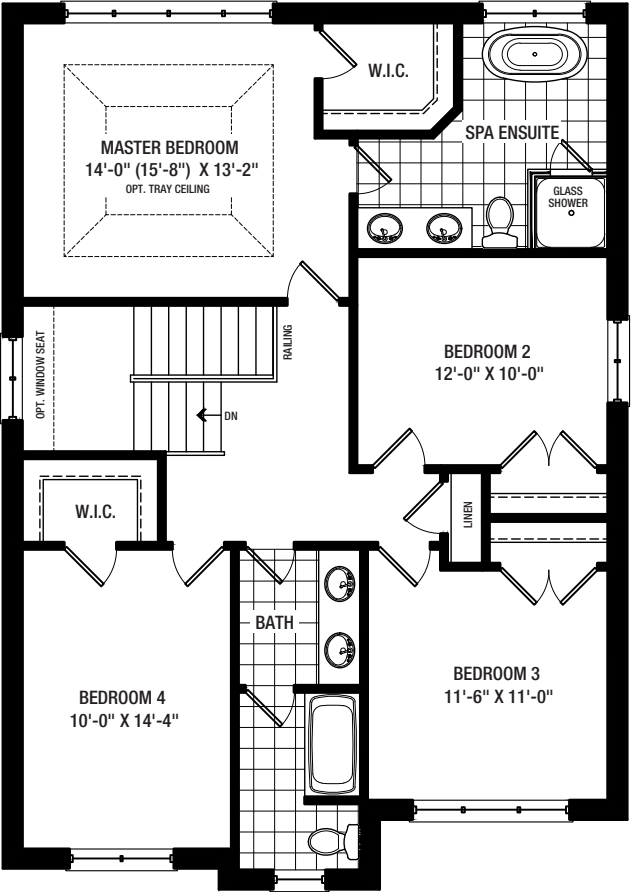 W.I.C.
MASTER BEDROOM
14'-0" (15'-8") X 13'-2"
OPT. TRAY CEILING
SPA ENSUITE
GLASS
SHOWER
OPT. WINDOW SEAT
RAILING
DN
BEDROOM 2
12'-0" X 10'-0"
W.I.C.
LINEN
BATH
BEDROOM 4
10'-0" X 14'-4"
BEDROOM 3
11'-6" X 11'-0"